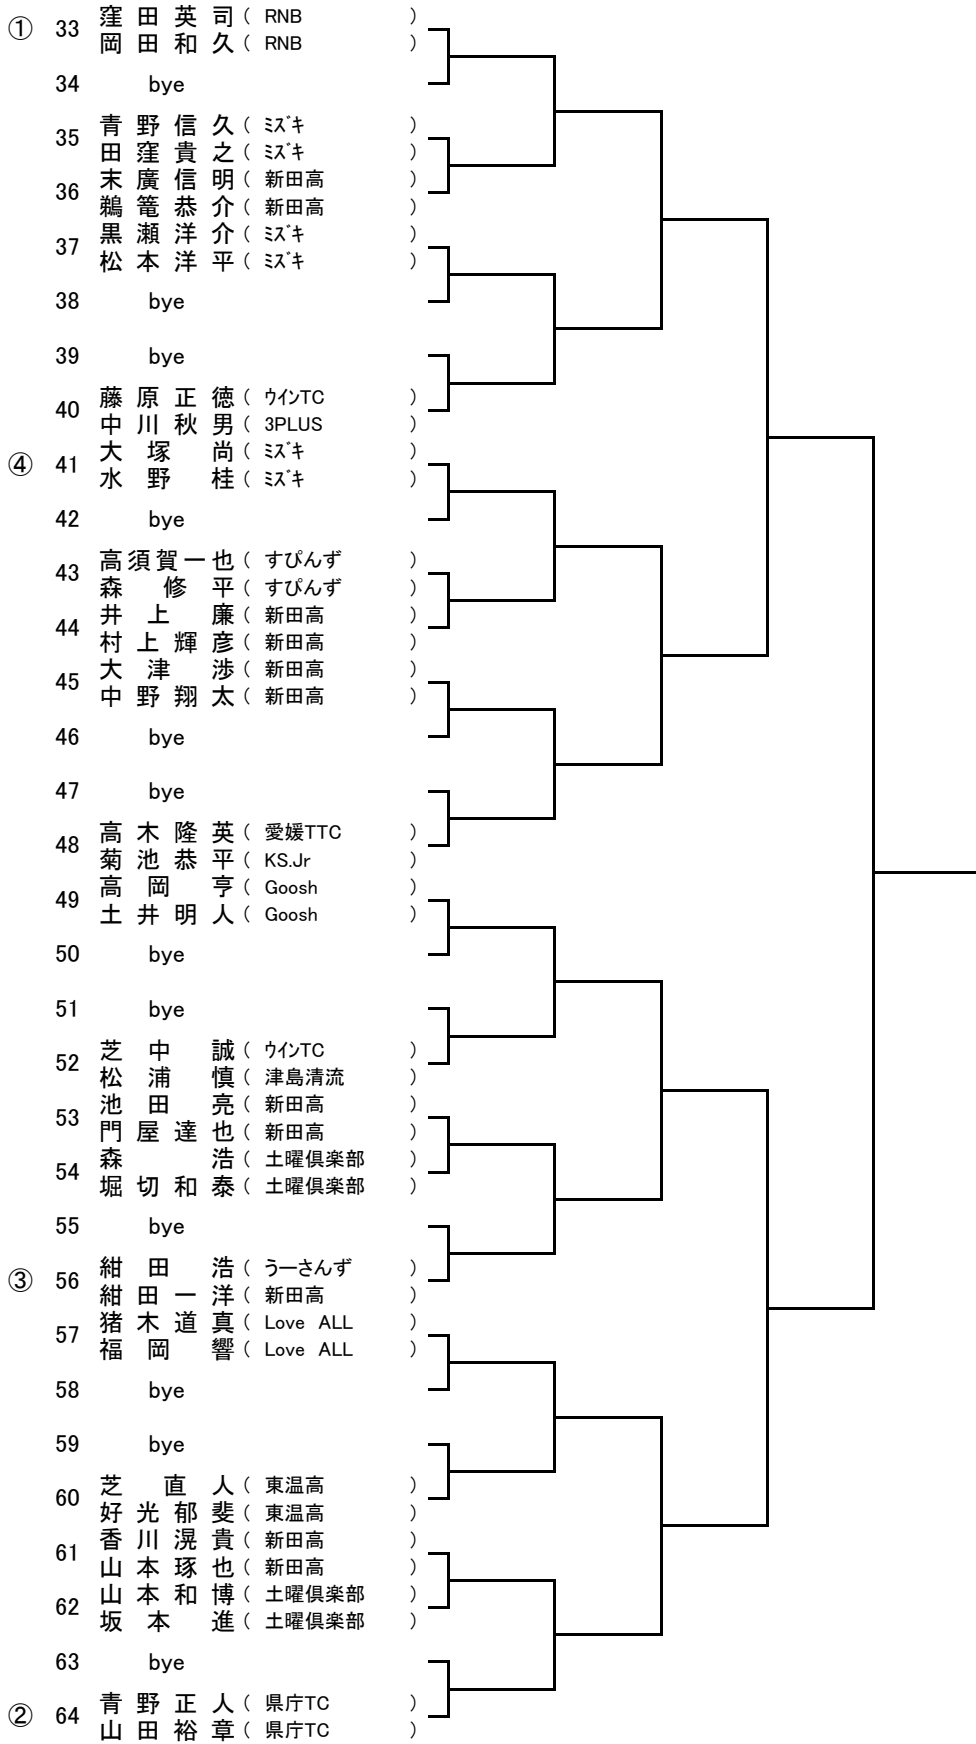 ① 33 窪田英司( RNB )
岡田和久( RNB )
34 bye
35 青野信久( ﾐｽﾞｷ )
田窪貴之( ﾐｽﾞｷ )
36 末廣信明( 新田高 )
鵜篭恭介( 新田高 )
37 黒瀬洋介( ﾐｽﾞｷ )
松本洋平( ﾐｽﾞｷ )
38 bye
39 bye
40 藤原正徳( ｳｲﾝTC )
中川秋男( 3PLUS )
④ 41 大塚 尚( ﾐｽﾞｷ )
水野 桂( ﾐｽﾞｷ )
42 bye
43 高須賀一也( すぴんず )
森 修平( すぴんず )
44 井上 廉( 新田高 )
村上輝彦( 新田高 )
45 大津 渉( 新田高 )
中野翔太( 新田高 )
46 bye
47 bye
48 高木隆英( 愛媛TTC )
菊池恭平( KS.Jr )
49 高岡 亨( Goosh )
土井明人( Goosh )
50 bye
51 bye
52 芝中 誠( ｳｲﾝTC )
松浦 慎( 津島清流 )
53 池田 亮( 新田高 )
門屋達也( 新田高 )
54 森 浩( 土曜倶楽部 )
堀切和泰( 土曜倶楽部 )
55 bye
③ 56 紺田 浩( うーさんず )
紺田一洋( 新田高 )
57 猪木道真( Love ALL )
福岡 響( Love ALL )
58 bye
59 bye
60 芝 直人( 東温高 )
好光郁斐( 東温高 )
61 香川滉貴( 新田高 )
山本琢也( 新田高 )
62 山本和博( 土曜倶楽部 )
坂本 進( 土曜倶楽部 )
63 bye
② 64 青野正人( 県庁TC )
山田裕章( 県庁TC )